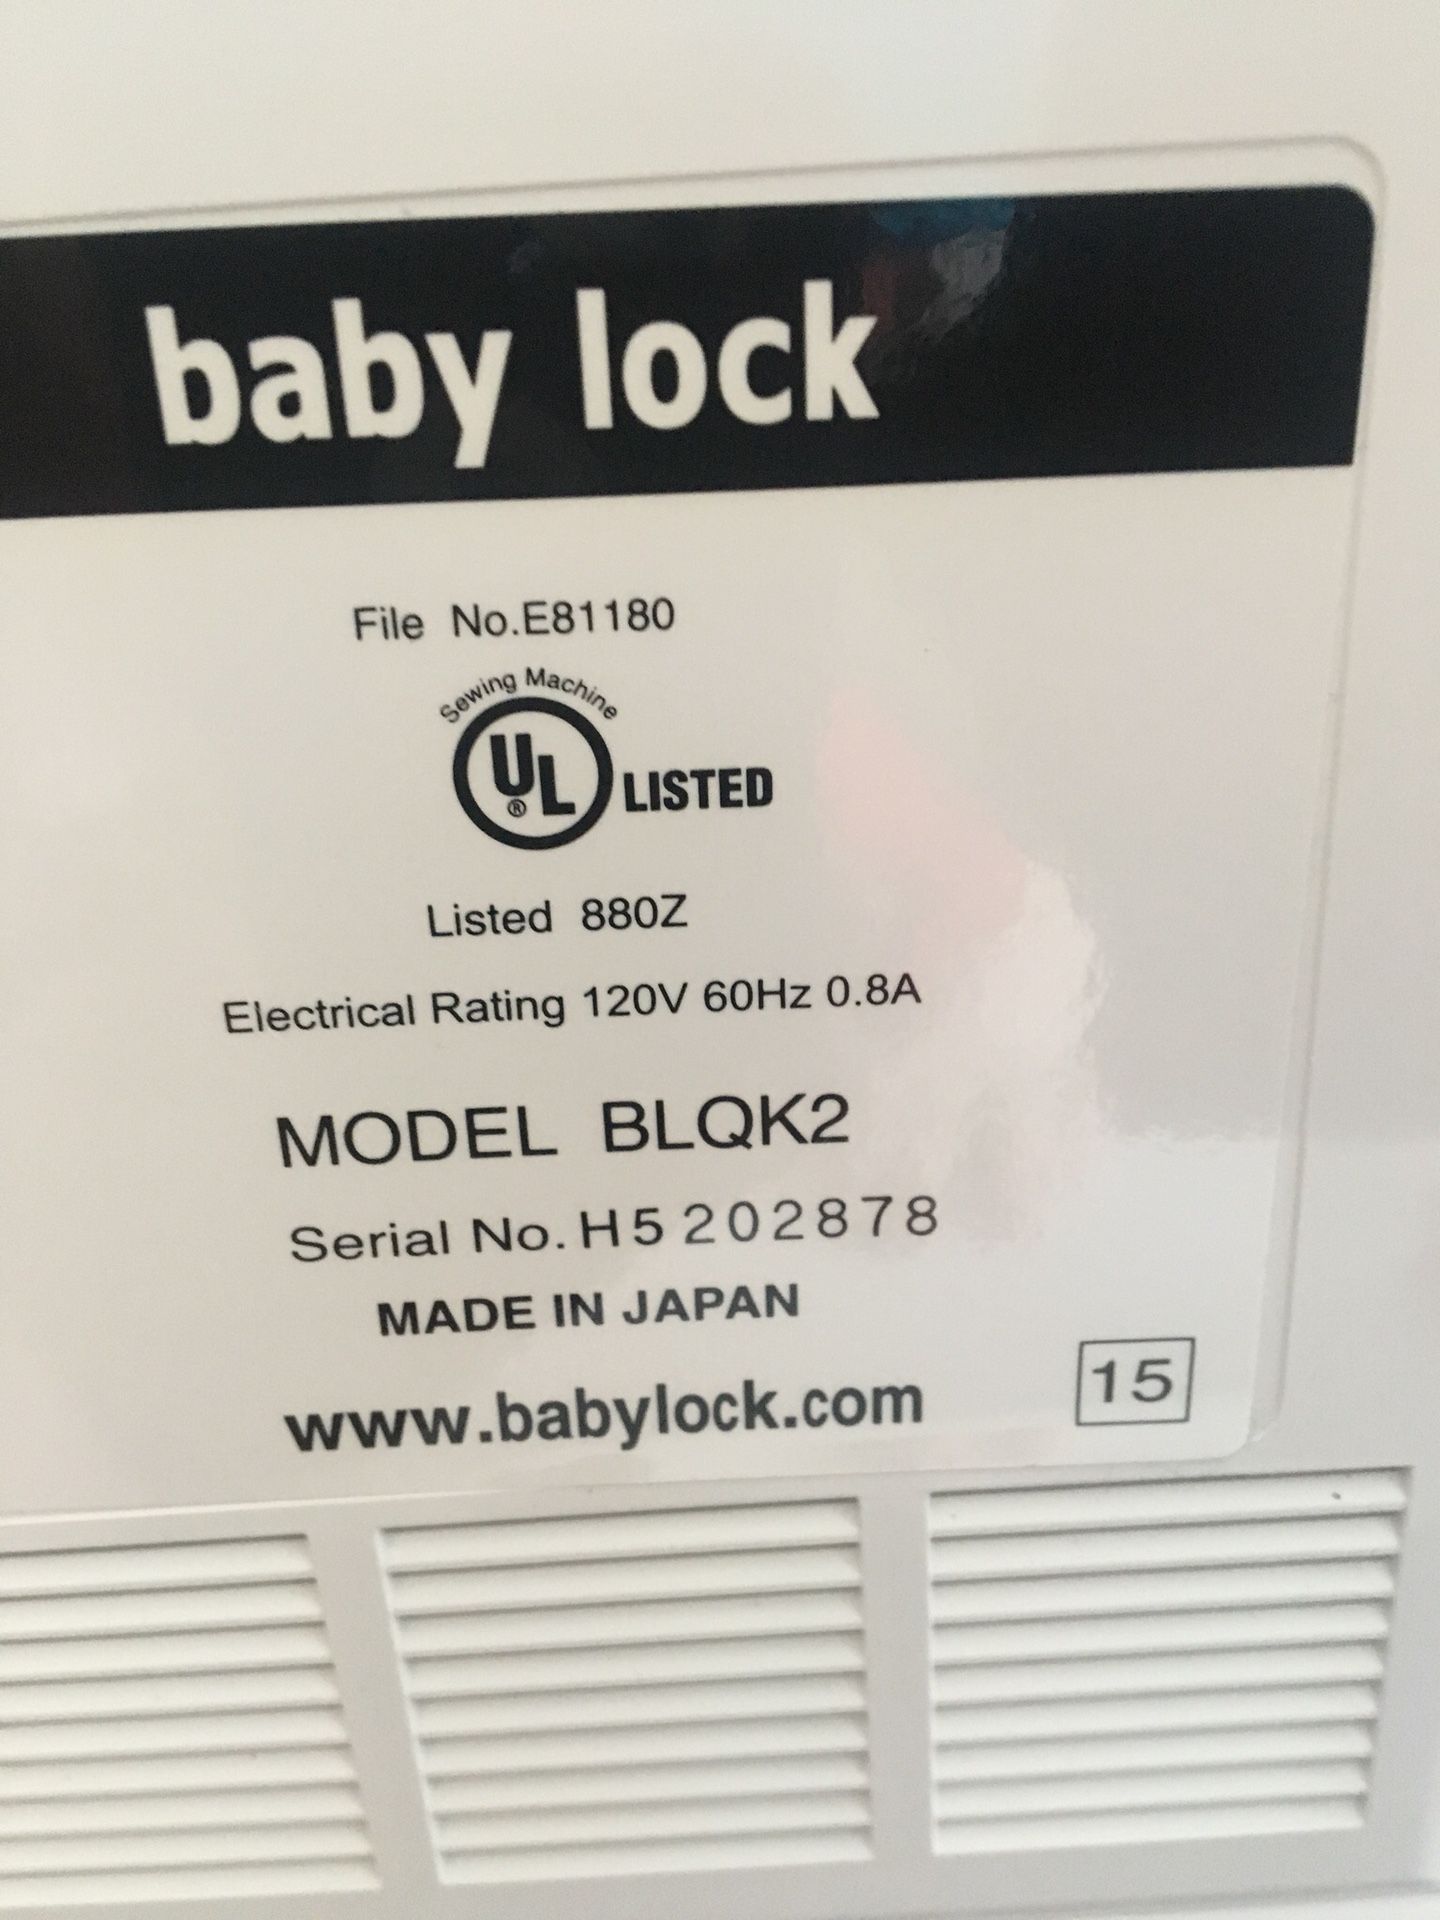 baby lock
File No.E81180
Sewing Machine
UL® LISTED
Listed 880Z
Electrical Rating 120V 60Hz 0.8A
MODEL BLQK2
Serial No. H5202878
MADE IN JAPAN
www.babylock.com
15